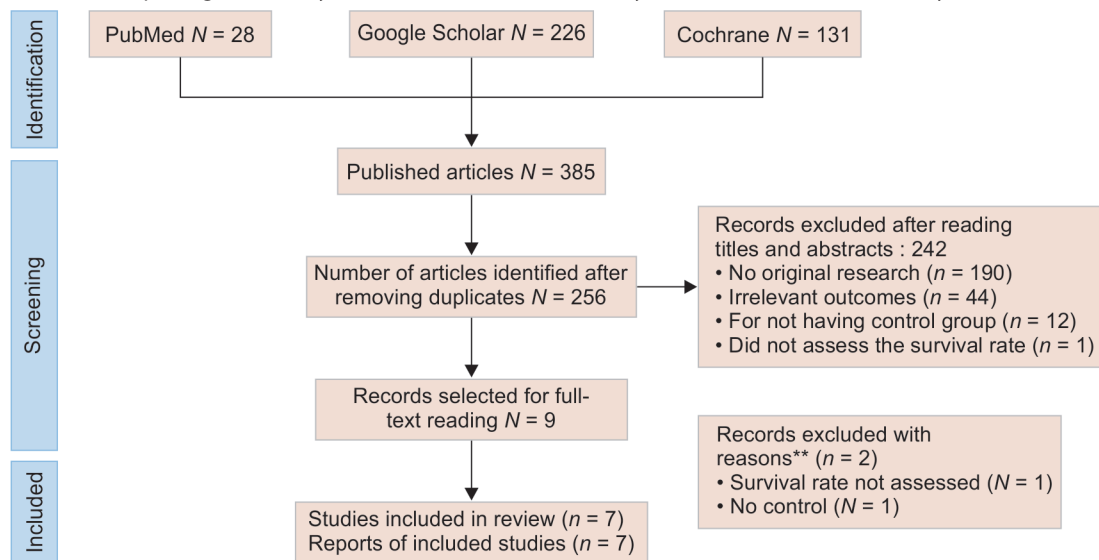 Identification
PubMed N = 28
Google Scholar N = 226
Cochrane N = 131
Screening
Published articles N = 385
Number of articles identified after
removing duplicates N = 256
Records excluded after reading
titles and abstracts : 242
• No original research (n = 190)
• Irrelevant outcomes (n = 44)
• For not having control group (n = 12)
• Did not assess the survival rate (n = 1)
Records selected for full-
text reading N = 9
Records excluded with
reasons** (n = 2)
• Survival rate not assessed (N = 1)
• No control (N = 1)
Included
Studies included in review (n = 7)
Reports of included studies (n = 7)